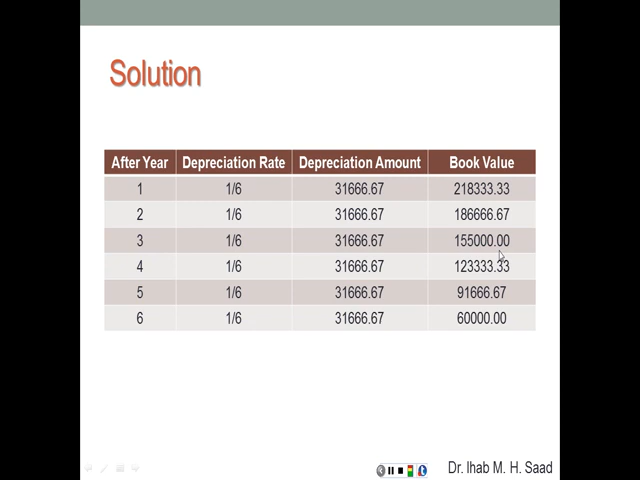 Solution
After Year Depreciation Rate Depreciation Amount Book Value
1 1/6 31666.67 218333.33
2 1/6 31666.67 186666.67
3 1/6 31666.67 155000.00
4 1/6 31666.67 123333.33
5 1/6 31666.67 91666.67
6 1/6 31666.67 60000.00
Dr. Ihab M. H. Saad